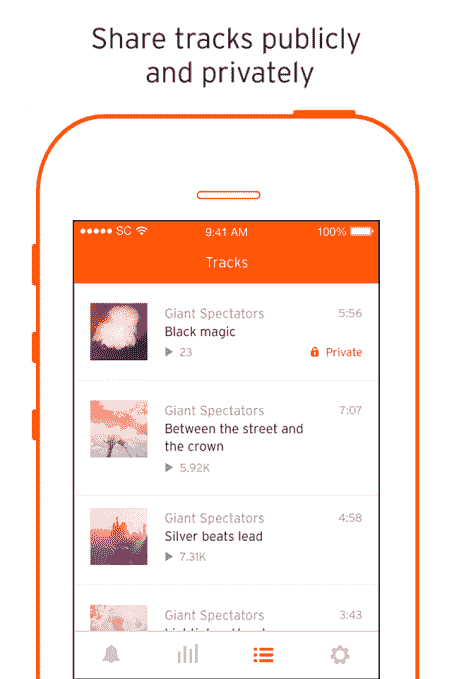 Share tracks publicly
and privately
SC
9:41 AM
100%
Tracks
Giant Spectators
5:56
Black magic
23
Private
Giant Spectators
7:07
Between the street and
the crown
5.92K
Giant Spectators
4:58
Silver beats lead
7.31K
Giant Spectators
3:43